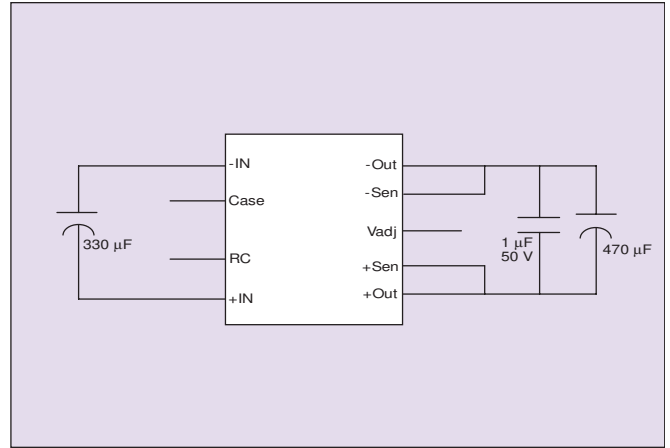 -IN
Case
RC
+IN
-Out
-Sen
Vadj
+Sen
+Out
330 μF
1 μF
50 V
470 μF